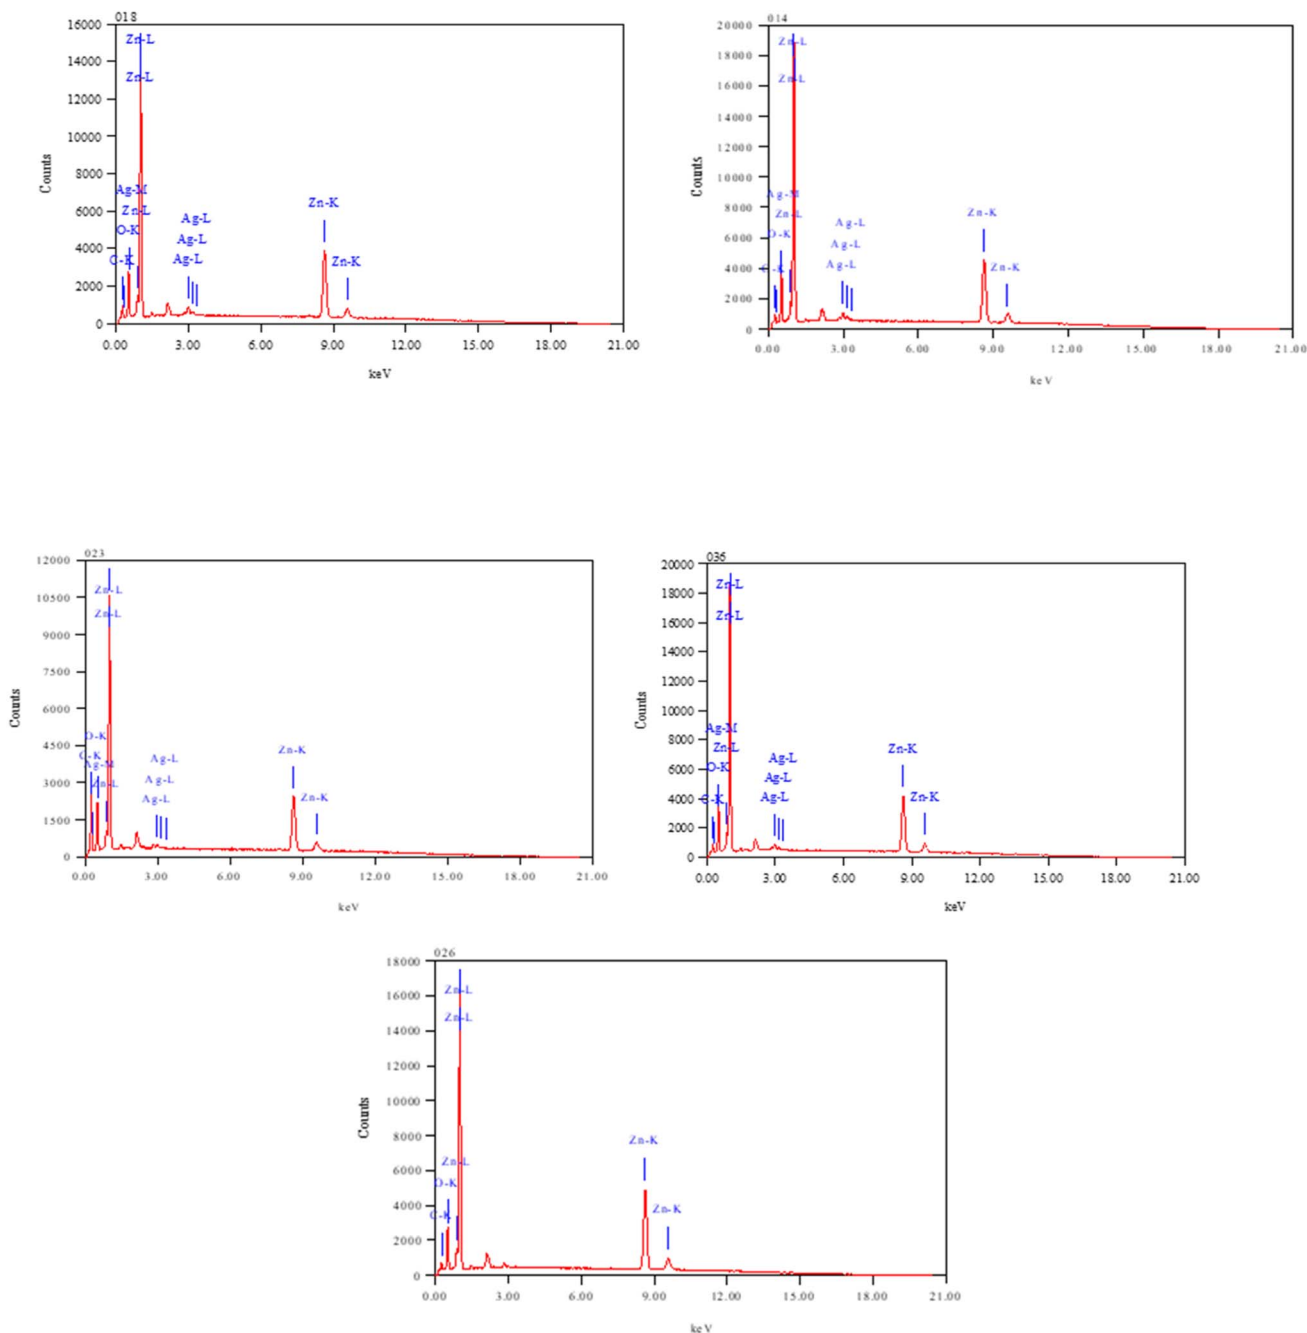 018
16000
14000
12000
10000
8000
6000
4000
2000
0
Counts
Zn-L
Zn-L
Ag-M
Zn-L
O-K
C-K
Ag-L
Ag-L
Ag-L
Zn-K
Zn-K
0.00 3.00 6.00 9.00 12.00 15.00 18.00 21.00
keV
014
20000
18000
16000
14000
12000
10000
8000
6000
4000
2000
0
Counts
Zn-L
Zn-L
Ag-M
Zn-L
O-K
C-K
Ag-L
Ag-L
Ag-L
Zn-K
Zn-K
0.00 3.00 6.00 9.00 12.00 15.00 18.00 21.00
keV
023
12000
10500
9000
7500
6000
4500
3000
1500
0
Counts
Zn-L
Zn-L
O-K
C-K
Ag-M
Zn-L
Ag-L
Ag-L
Ag-L
Zn-K
Zn-K
0.00 3.00 6.00 9.00 12.00 15.00 18.00 21.00
keV
036
20000
18000
16000
14000
12000
10000
8000
6000
4000
2000
0
Counts
Zn-L
Zn-L
Ag-M
Zn-L
O-K
C-K
Ag-L
Ag-L
Ag-L
Zn-K
Zn-K
0.00 3.00 6.00 9.00 12.00 15.00 18.00 21.00
keV
026
18000
16000
14000
12000
10000
8000
6000
4000
2000
0
Counts
Zn-L
Zn-L
Zn-L
O-K
C-K
Zn-K
Zn-K
0.00 3.00 6.00 9.00 12.00 15.00 18.00 21.00
keV